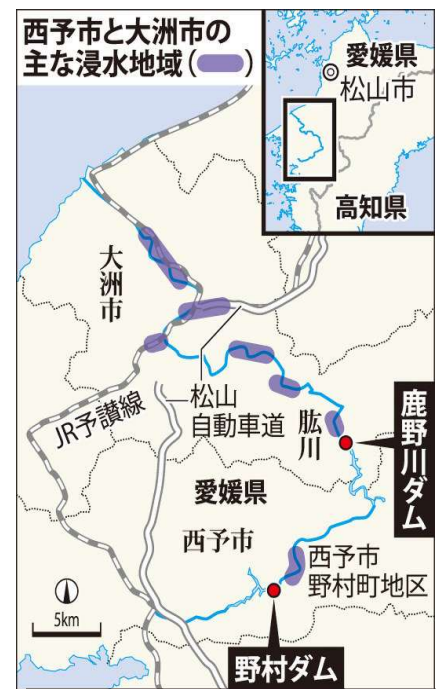 西予市と大洲市の
主な浸水地域( )
愛媛県
松山市
高知県
大洲市
JR予讃線
松山
自動車道
肱川
鹿野川ダム
愛媛県
西予市
西予市
野村町地区
5km
野村ダム